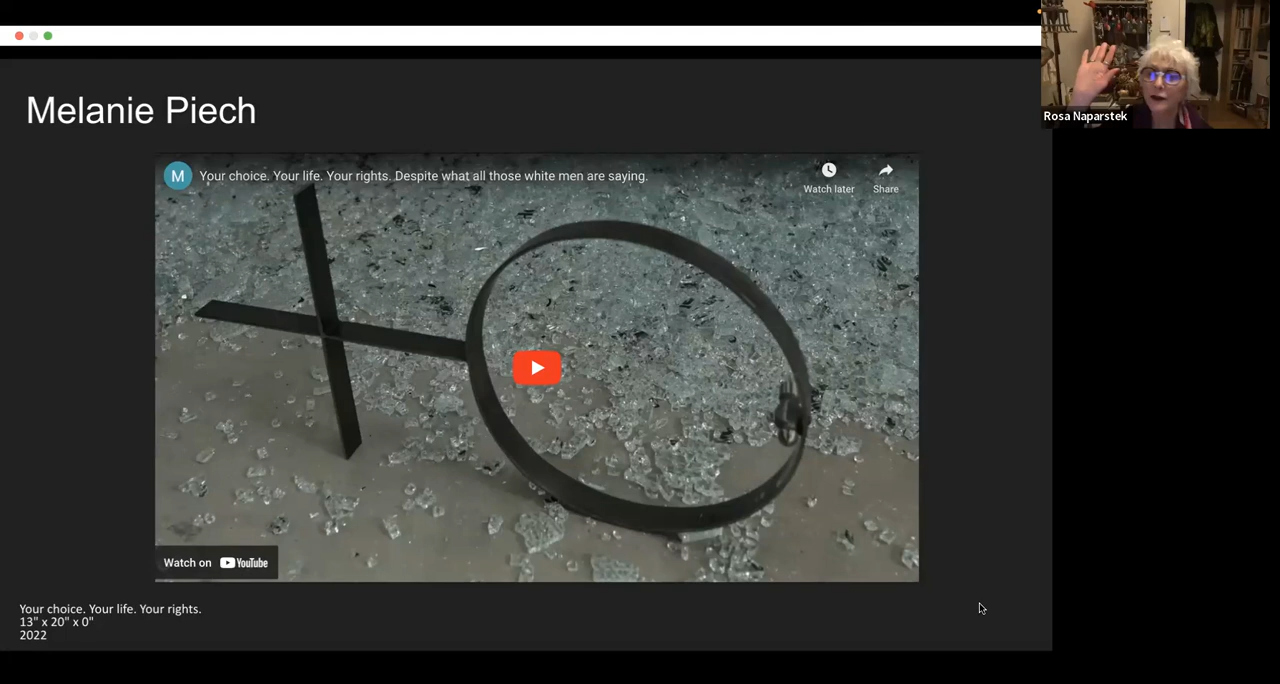 Melanie Piech
Rosa Naparstek
M
Your choice. Your life. Your rights. Despite what all those white men are saying.
Watch later
Share
Watch on YouTube
Your choice. Your life. Your rights.
13" x 20" x 0"
2022